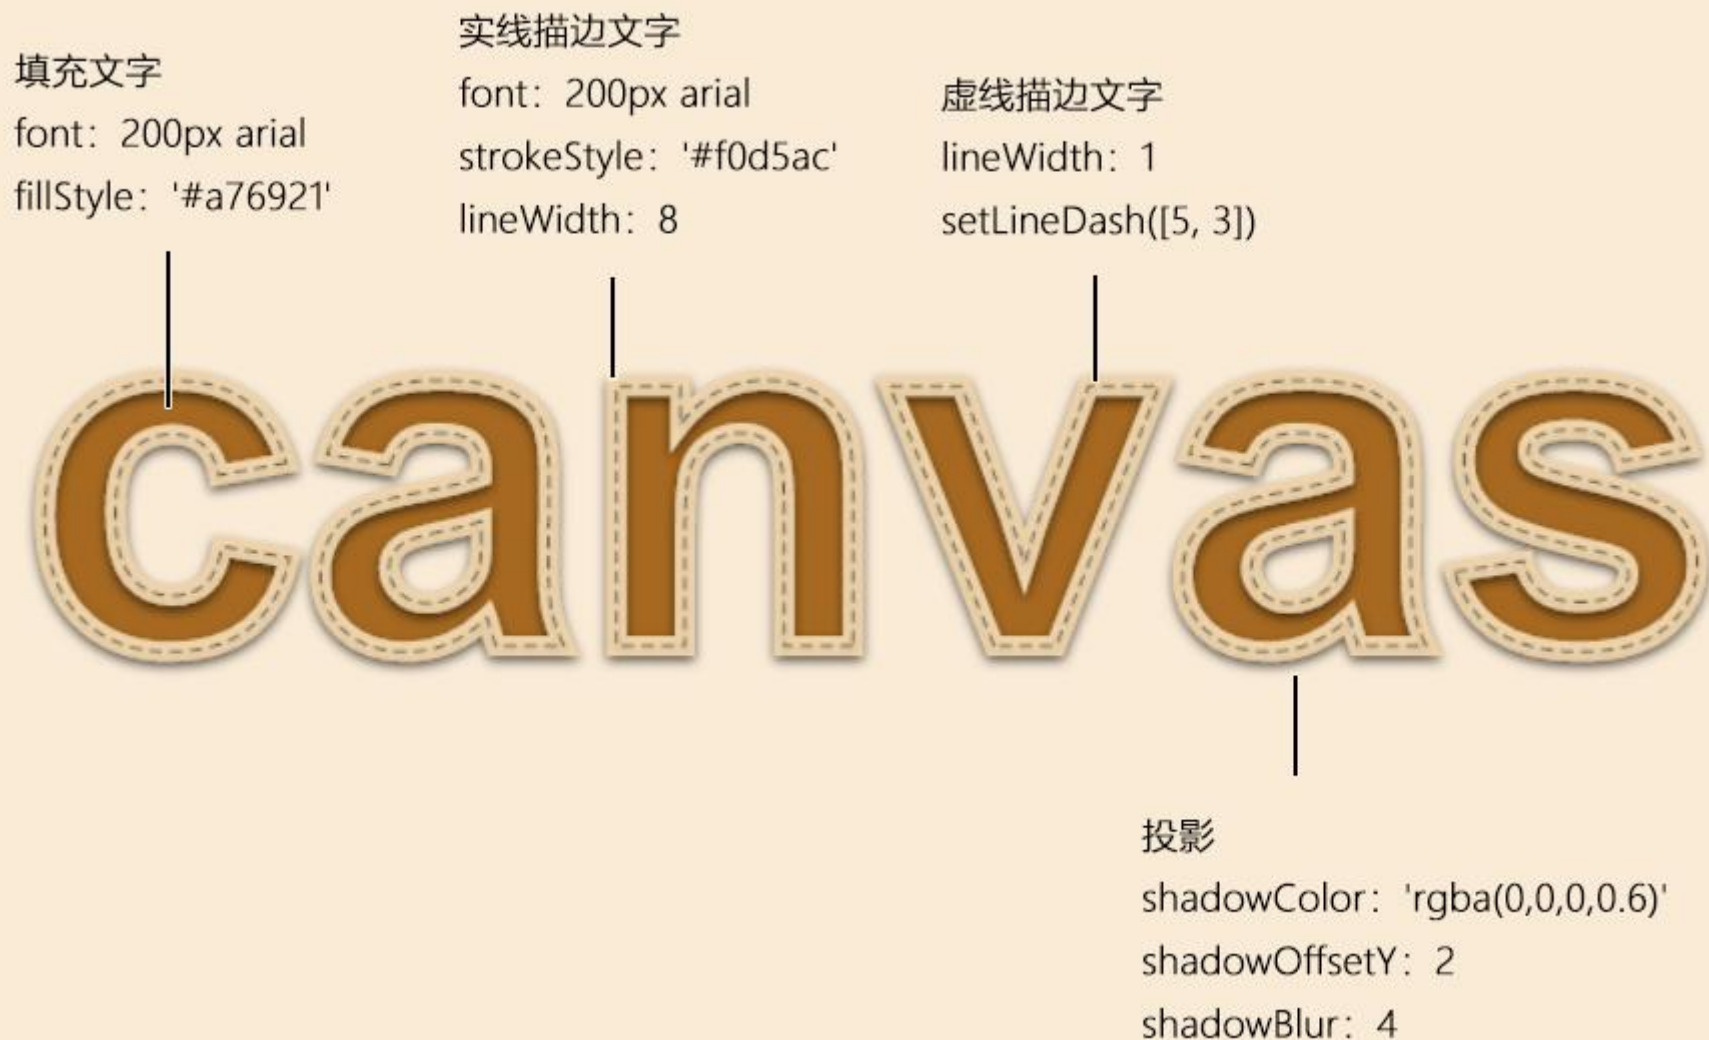 填充文字
font：200px arial
fillStyle：'#a76921'
实线描边文字
font：200px arial
strokeStyle：'#f0d5ac'
lineWidth：8
虚线描边文字
lineWidth：1
setLineDash([5, 3])
canvas
投影
shadowColor：'rgba(0,0,0,0.6)'
shadowOffsetY：2
shadowBlur：4